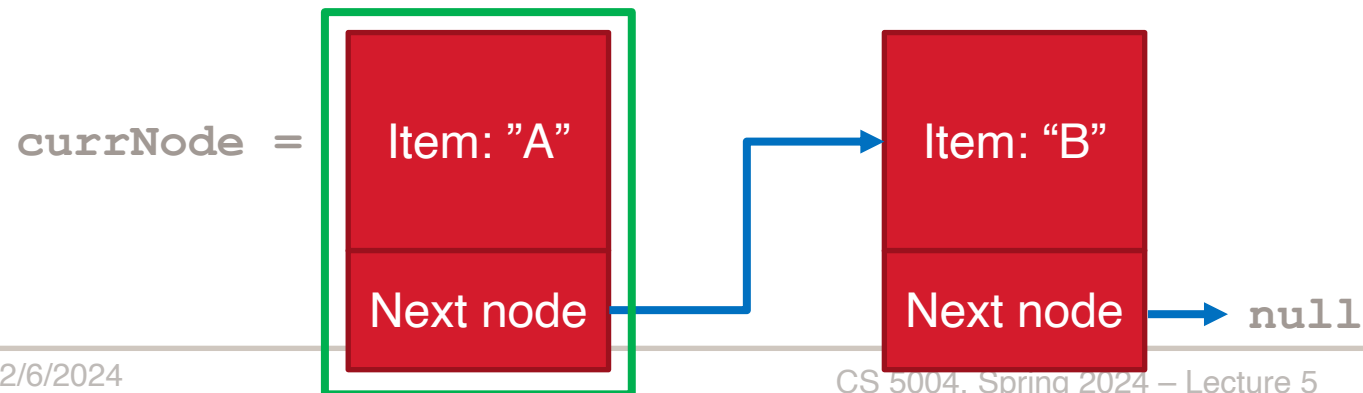 currNode =
Item: ”A”
Item: “B”
Next node
Next node
null
2/6/2024
CS 5004, Spring 2024 – Lecture 5